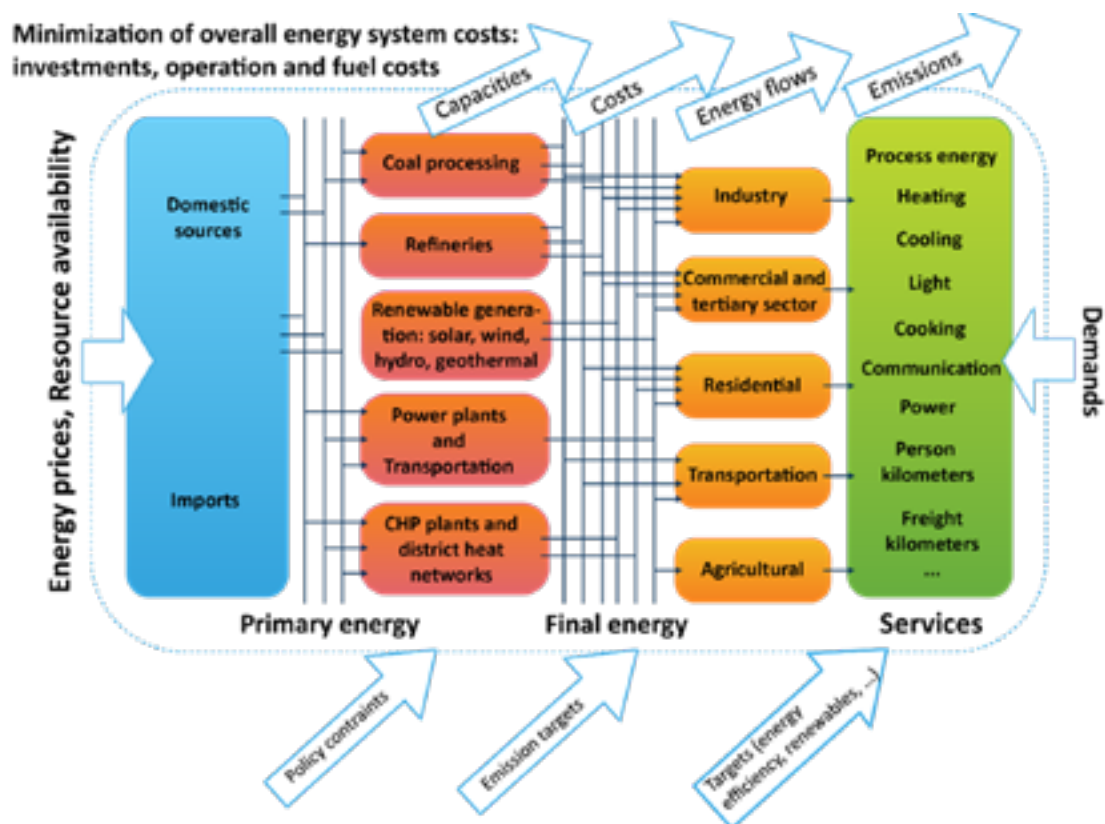 Minimization of overall energy system costs:
investments, operation and fuel costs
Capacities
Costs
Energy flows
Emissions
Energy prices, Resource availability
Domestic
sources
Imports
Coal processing
Refineries
Renewable genera-
tion: solar, wind,
hydro, geothermal
Power plants
and
Transportation
CHP plants and
district heat
networks
Industry
Commercial and
tertiary sector
Residential
Transportation
Agricultural
Process energy
Heating
Cooling
Light
Cooking
Communication
Power
Person
kilometers
Freight
kilometers
...
Demands
Primary energy
Final energy
Services
Policy contraints
Emission targets
Targets (energy
efficiency, renewables, ...)